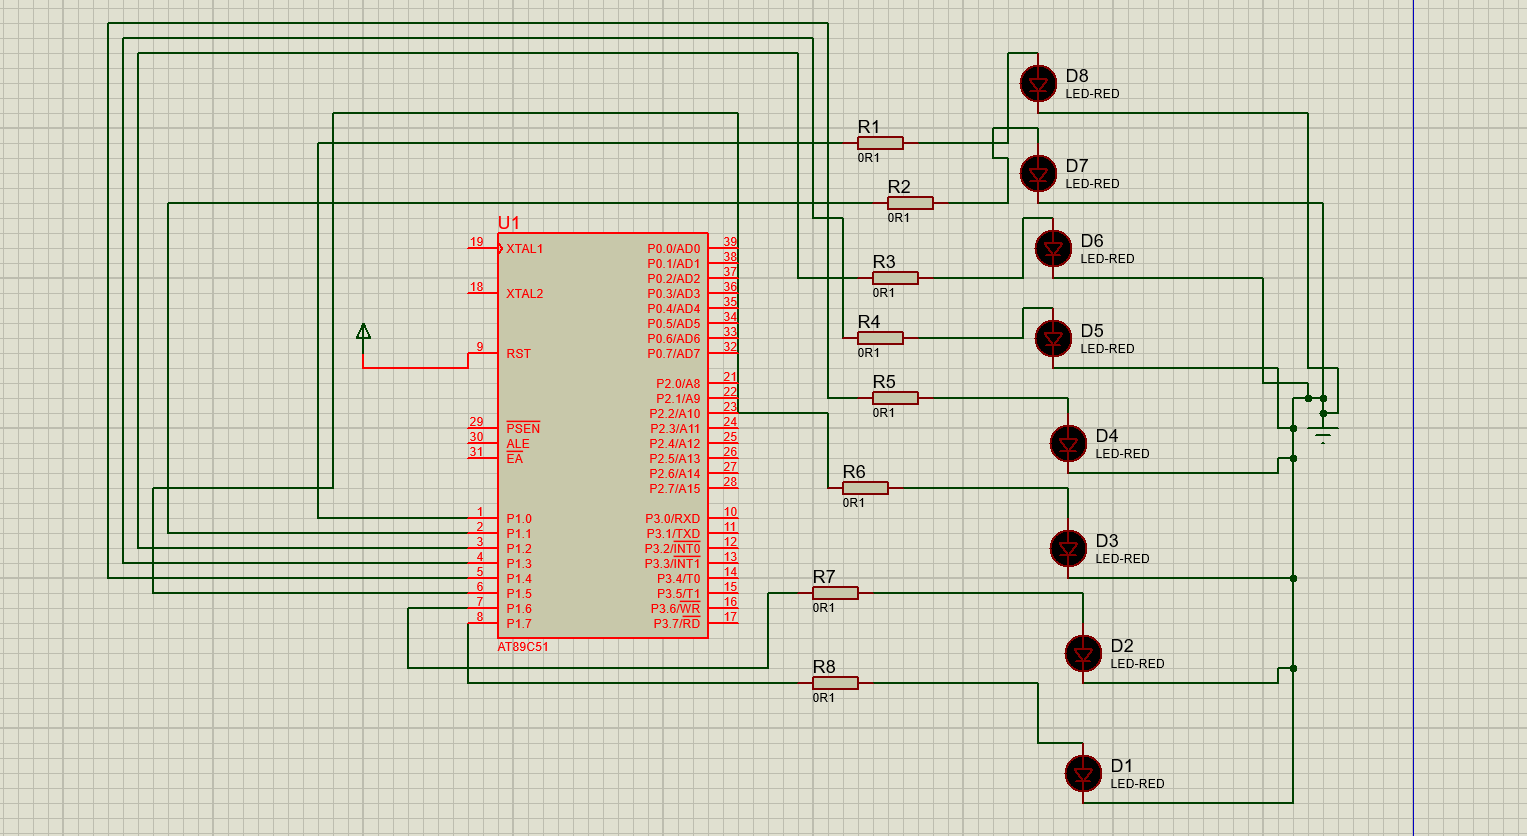 D8
LED-RED
R1
0R1
D7
LED-RED
R2
0R1
U1
D6
LED-RED
R3
0R1
D5
LED-RED
R4
0R1
R5
0R1
D4
LED-RED
R6
0R1
D3
LED-RED
R7
0R1
D2
LED-RED
R8
0R1
D1
LED-RED
19 XTAL1
18 XTAL2
9 RST
29 PSEN
30 ALE
31 EA
1 P1.0
2 P1.1
3 P1.2
4 P1.3
5 P1.4
6 P1.5
7 P1.6
8 P1.7
P0.0/AD0 39
P0.1/AD1 38
P0.2/AD2 37
P0.3/AD3 36
P0.4/AD4 35
P0.5/AD5 34
P0.6/AD6 33
P0.7/AD7 32
P2.0/A8 21
P2.1/A9 22
P2.2/A10 23
P2.3/A11 24
P2.4/A12 25
P2.5/A13 26
P2.6/A14 27
P2.7/A15 28
P3.0/RXD 10
P3.1/TXD 11
P3.2/INT0 12
P3.3/INT1 13
P3.4/T0 14
P3.5/T1 15
P3.6/WR 16
P3.7/RD 17
AT89C51